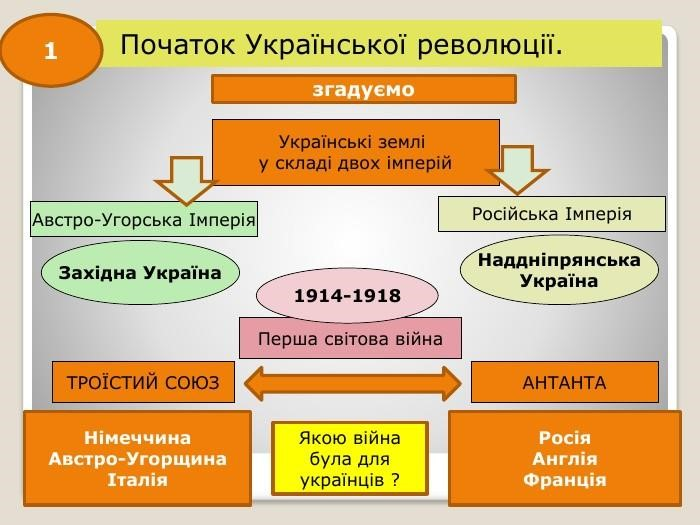 1
Початок Української революції.
згадуємо
Українські землі
у складі двох імперій
Австро-Угорська Імперія
Російська Імперія
Західна Україна
Наддніпрянська
Україна
1914-1918
Перша світова війна
ТРОЇСТИЙ СОЮЗ
АНТАНТА
Німеччина
Австро-Угорщина
Італія
Якою війна
була для
українців ?
Росія
Англія
Франція